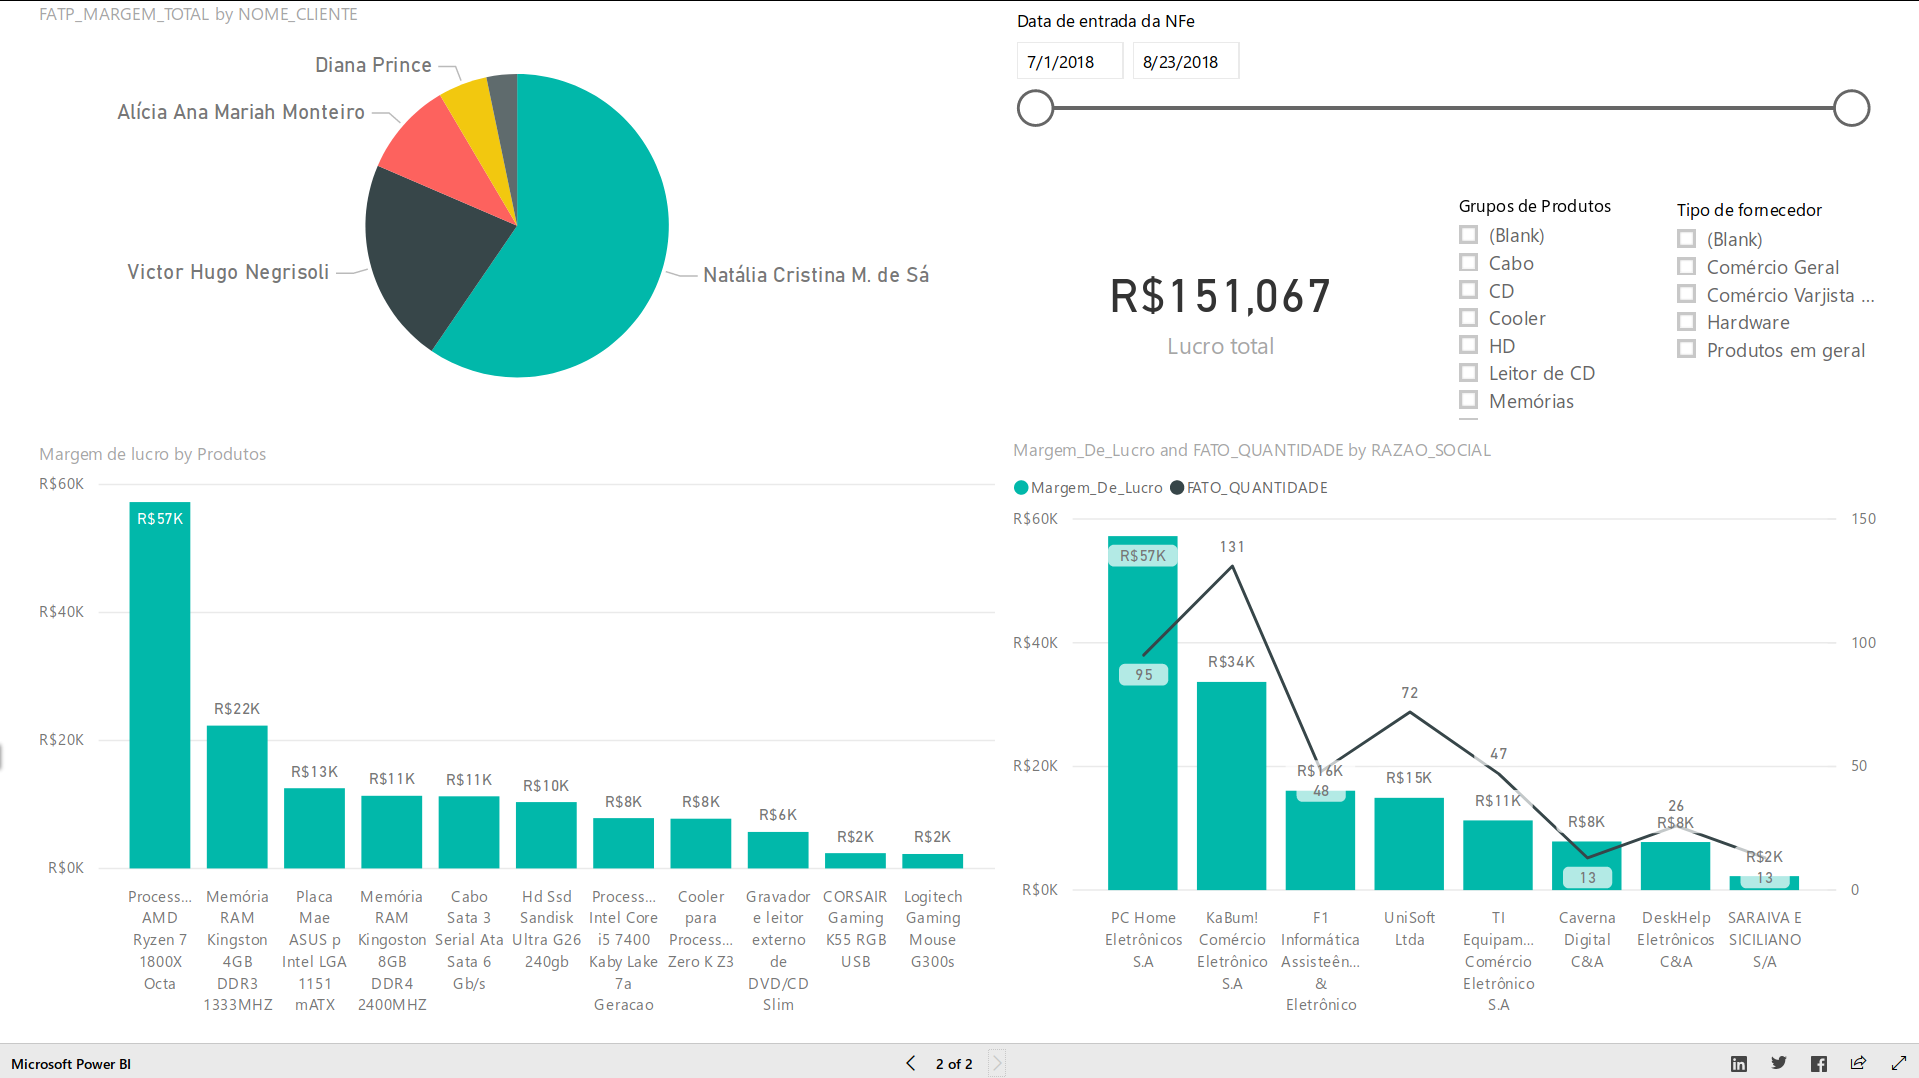 FATP_MARGEM_TOTAL by NOME_CLIENTE
Diana Prince
Alícia Ana Mariah Monteiro
Victor Hugo Negrisoli
Natália Cristina M. de Sá
Data de entrada da NFe
7/1/2018
8/23/2018
R$151,067
Lucro total
Grupos de Produtos
(Blank)
Cabo
CD
Cooler
HD
Leitor de CD
Memórias
Tipo de fornecedor
(Blank)
Comércio Geral
Comércio Varjista ...
Hardware
Produtos em geral
Margem de lucro by Produtos
R$60K
R$40K
R$20K
R$0K
R$57K
R$22K
R$13K
R$11K
R$11K
R$10K
R$8K
R$8K
R$6K
R$2K
R$2K
Process...
AMD
Ryzen 7
1800X
Octa
Memória
RAM
Kingston
4GB
DDR3
1333MHZ
Placa
Mae
ASUS p
Intel LGA
1151
mATX
Memória
RAM
Kingoston
8GB
DDR4
2400MHZ
Cabo
Sata 3
Serial Ata
Sata 6
Gb/s
Hd Ssd
Sandisk
Ultra G26
240gb
Process...
Intel Core
i5 7400
Kaby Lake
7a
Geracao
Cooler
para
Process...
Zero K Z3
Gravador
e leitor
externo
de
DVD/CD
Slim
CORSAIR
Gaming
K55 RGB
USB
Logitech
Gaming
Mouse
G300s
Margem_De_Lucro and FATO_QUANTIDADE by RAZAO_SOCIAL
Margem_De_Lucro FATO_QUANTIDADE
R$60K
R$40K
R$20K
R$0K
150
100
50
0
R$57K
95
131
R$34K
R$16K
48
72
R$15K
47
R$11K
R$8K
13
26
R$8K
R$2K
13
PC Home
Eletrônicos
S.A
KaBum!
Comércio
Eletrônico
S.A
F1
Informática
Assisteên...
&
Eletrônico
UniSoft
Ltda
TI
Equipam...
Comércio
Eletrônico
S.A
Caverna
Digital
C&A
DeskHelp
Eletrônicos
C&A
SARAIVA E
SICILIANO
S/A
Microsoft Power BI
2 of 2